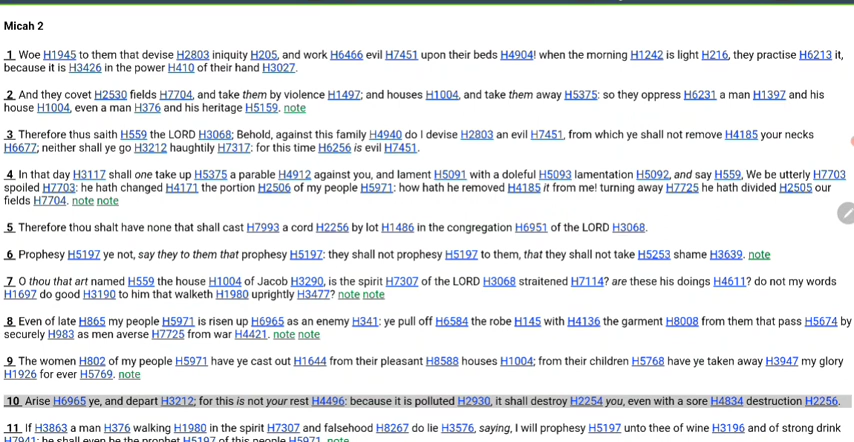 Micah 2
1 Woe H1945 to them that devise H2803 iniquity H205, and work H6466 evil H7451 upon their beds H4904! when the morning H1242 is light H216, they practise H6213 it,
because it is H3426 in the power H410 of their hand H3027.
2 And they covet H2530 fields H7704, and take them by violence H1497; and houses H1004, and take them away H5375: so they oppress H6231 a man H1397 and his
house H1004, even a man H376 and his heritage H5159. note
3 Therefore thus saith H559 the LORD H3068; Behold, against this family H4940 do I devise H2803 an evil H7451, from which ye shall not remove H4185 your necks
H6677; neither shall ye go H3212 haughtily H7317: for this time H6256 is evil H7451.
4 In that day H3117 shall one take up H5375 a parable H4912 against you, and lament H5091 with a doleful H5093 lamentation H5092, and say H559, We be utterly H7703
spoiled H7703: he hath changed H4171 the portion H2506 of my people H5971: how hath he removed H4185 it from me! turning away H7725 he hath divided H2505 our
fields H7704. note note
5 Therefore thou shalt have none that shall cast H7993 a cord H2256 by lot H1486 in the congregation H6951 of the LORD H3068.
6 Prophesy H5197 ye not, say they to them that prophesy H5197: they shall not prophesy H5197 to them, that they shall not take H5253 shame H3639. note
7 O thou that art named H559 the house H1004 of Jacob H3290, is the spirit H7307 of the LORD H3068 straitened H7114? are these his doings H4611? do not my words
H1697 do good H3190 to him that walketh H1980 uprightly H3477? note note
8 Even of late H865 my people H5971 is risen up H6965 as an enemy H341: ye pull off H6584 the robe H145 with H4136 the garment H8008 from them that pass H5674 by
securely H983 as men averse H7725 from war H4421. note note
9 The women H802 of my people H5971 have ye cast out H1644 from their pleasant H8588 houses H1004; from their children H5768 have ye taken away H3947 my glory
H1926 for ever H5769. note
10 Arise H6965 ye, and depart H3212; for this is not your rest H4496: because it is polluted H2930, it shall destroy H2254 you, even with a sore H4834 destruction H2256.
11 If H3863 a man H376 walking H1980 in the spirit H7307 and falsehood H8267 do lie H3576, saying, I will prophesy H5197 unto thee of wine H3196 and of strong drink
H7941; he shall even be the prophet H5197 of this people H5971. note